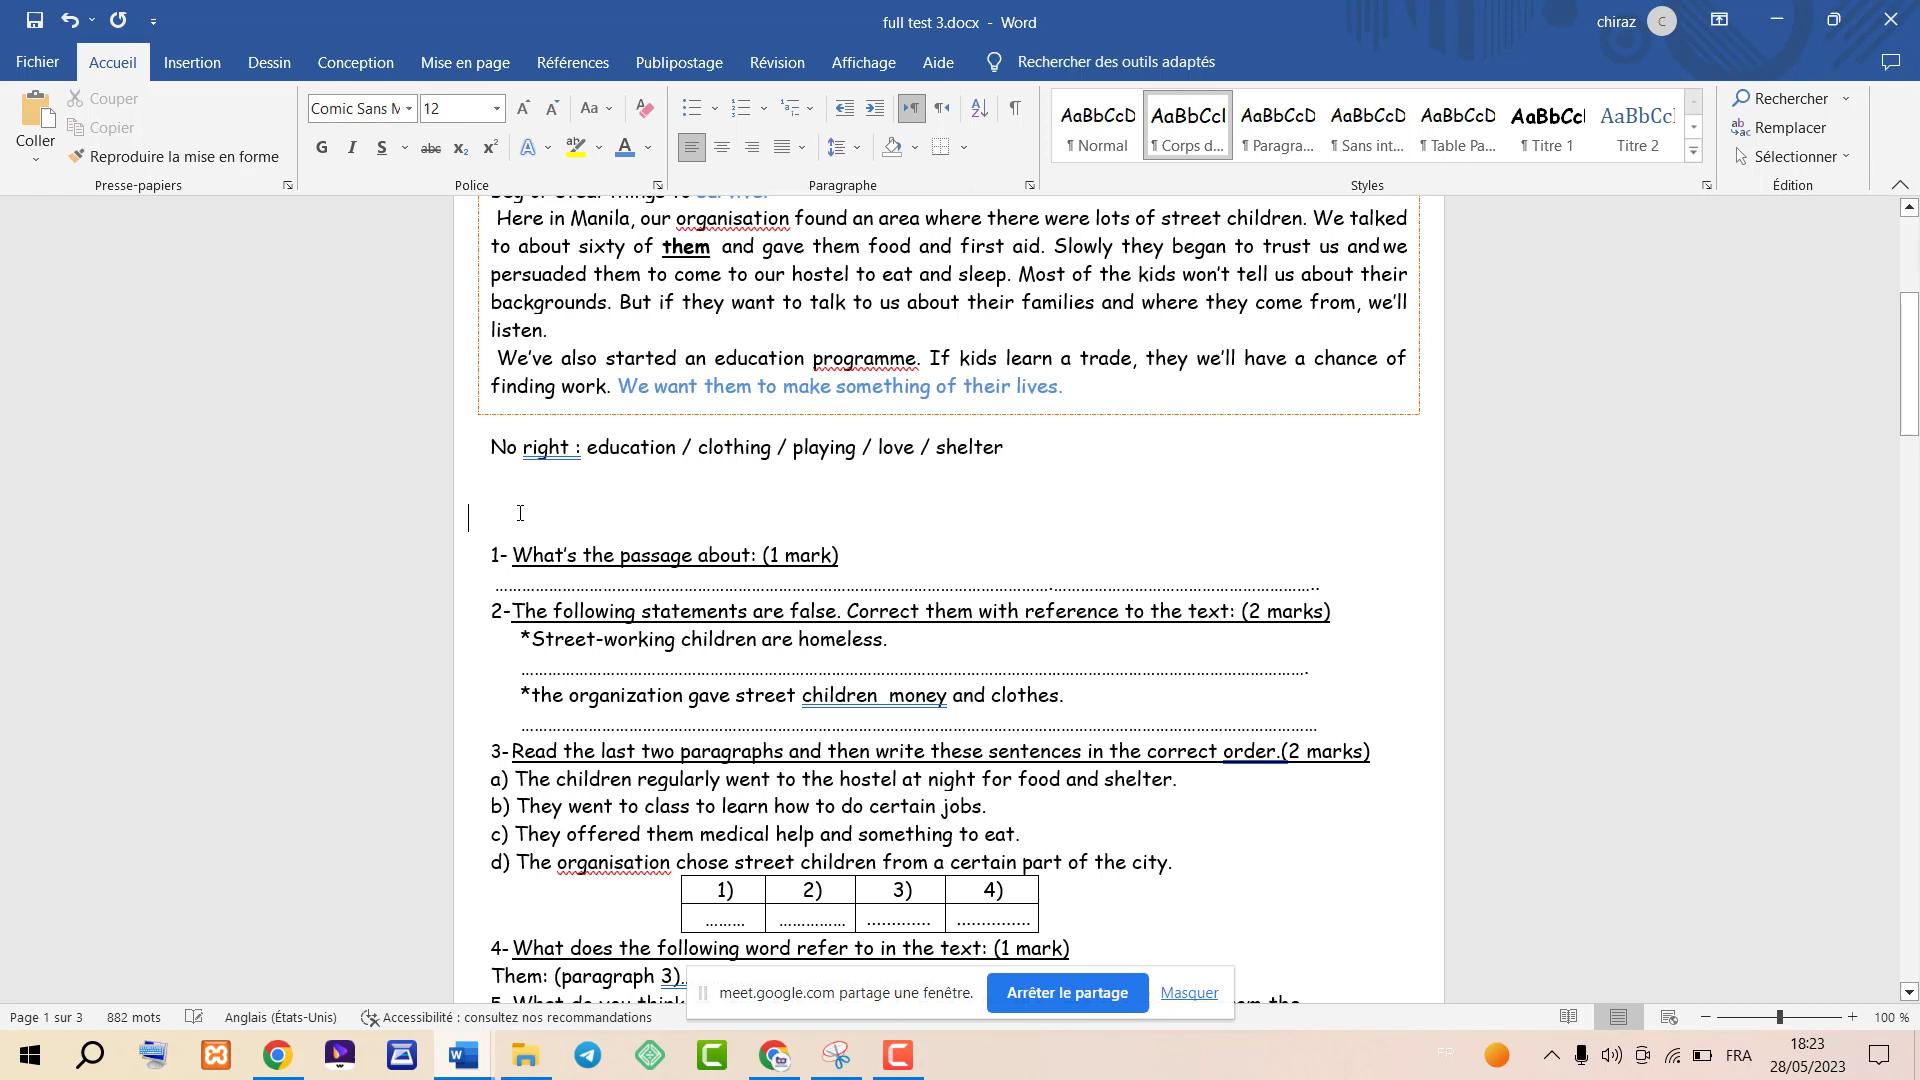 full test 3.docx - Word
chiraz
C
Fichier
Accueil
Insertion
Dessin
Conception
Mise en page
Références
Publipostage
Révision
Affichage
Aide
Rechercher des outils adaptés
Coller
Couper
Copier
Reproduire la mise en forme
Presse-papiers
Comic Sans M
12
Aa
G I S abc x₂ x² A A
Police
Paragraphe
AaBbCcD AaBbCcI AaBbCcD AaBbCcD AaBbCcD AaBbCc AaBbCc
¶ Normal ¶ Corps d... ¶ Paragra... ¶ Sans int... ¶ Table Pa... ¶ Titre 1 Titre 2
Styles
Rechercher
Remplacer
Sélectionner
Édition
Here in Manila, our organisation found an area where there were lots of street children. We talked
to about sixty of them and gave them food and first aid. Slowly they began to trust us and we
persuaded them to come to our hostel to eat and sleep. Most of the kids won't tell us about their
backgrounds. But if they want to talk to us about their families and where they come from, we'll
listen.
We've also started an education programme. If kids learn a trade, they we'll have a chance of
finding work. We want them to make something of their lives.
No right : education / clothing / playing / love / shelter
1- What's the passage about: (1 mark)
……………………………………………………………………………………………………………
2-The following statements are false. Correct them with reference to the text: (2 marks)
*Street-working children are homeless.
……………………………………………………………………………………………………………
*the organization gave street children  money and clothes.
……………………………………………………………………………………………………………
3-Read the last two paragraphs and then write these sentences in the correct order.(2 marks)
a) The children regularly went to the hostel at night for food and shelter.
b) They went to class to learn how to do certain jobs.
c) They offered them medical help and something to eat.
d) The organisation chose street children from a certain part of the city.
1) 2) 3) 4)
……… …………… ............. ...............
4- What does the following word refer to in the text: (1 mark)
Them: (paragraph 3)..
meet.google.com partage une fenêtre.
Arrêter le partage
Masquer
Page 1 sur 3
882 mots
Anglais (États-Unis)
Accessibilité : consultez nos recommandations
100 %
FRA
18:23
28/05/2023